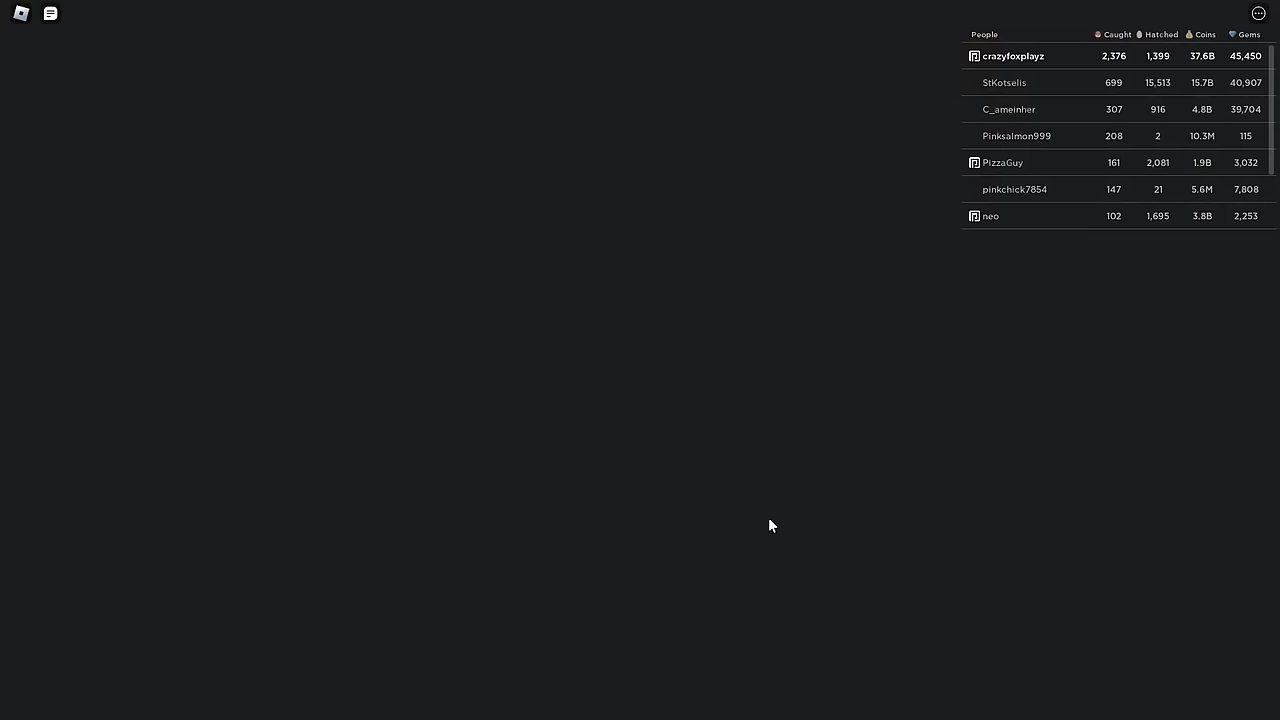 People Caught Hatched Coins Gems
crazyfoxplayz 2,376 1,399 37.6B 45,450
StKotselis 699 15,513 15.7B 40,907
C_ameinher 307 916 4.8B 39,704
Pinksalmon999 208 2 10.3M 115
PizzaGuy 161 2,081 1.9B 3,032
pinkchick7854 147 21 5.6M 7,808
neo 102 1,695 3.8B 2,253